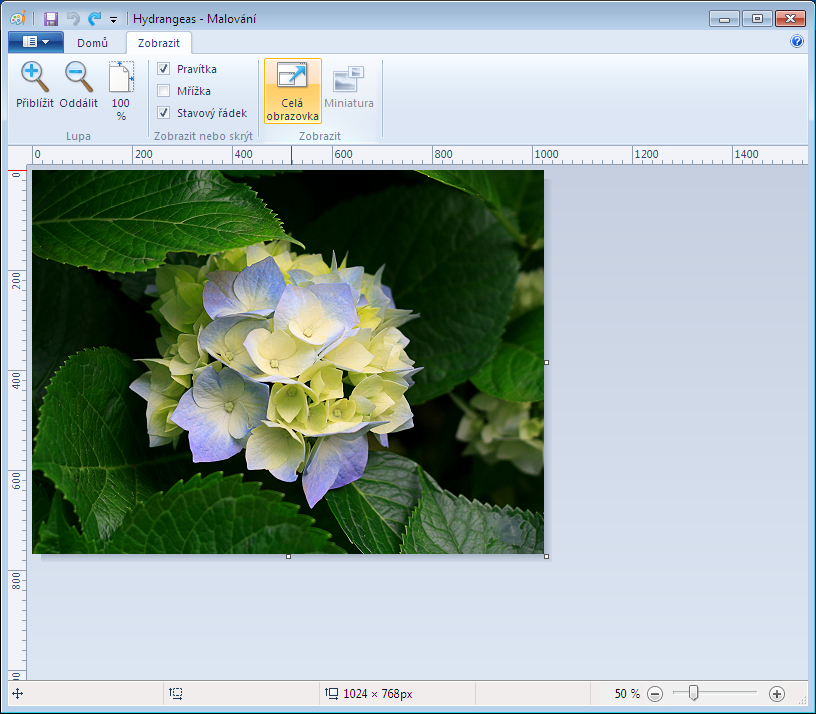 Hydrangeas - Malování
Domů
Zobrazit
Přiblížit
Oddálit
100
%
Lupa
Pravítka
Mřížka
Stavový řádek
Zobrazit nebo skrýt
Celá
obrazovka
Miniatura
Zobrazit
0 200 400 600 800 1000 1200 1400
0
200
400
600
800
1024 × 768px
50 %